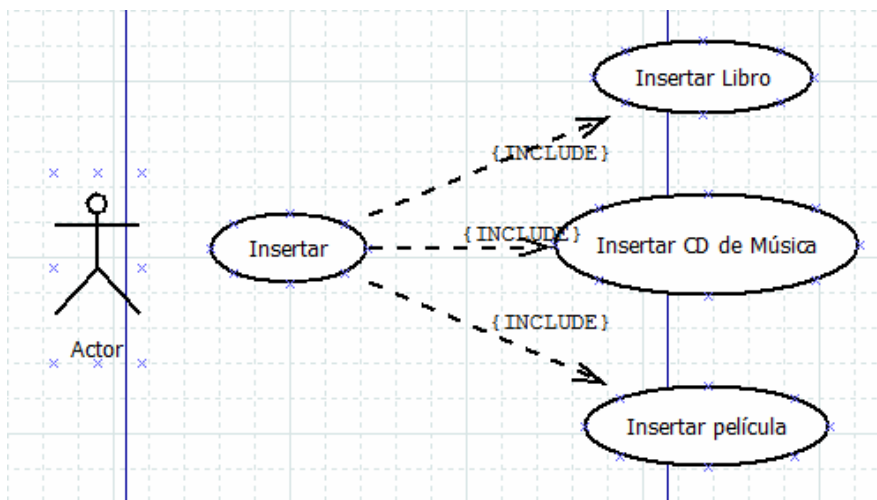 Insertar Libro
{INCLUDE}
{INCLUDE}
Insertar
Insertar CD de Música
{INCLUDE}
Actor
Insertar película